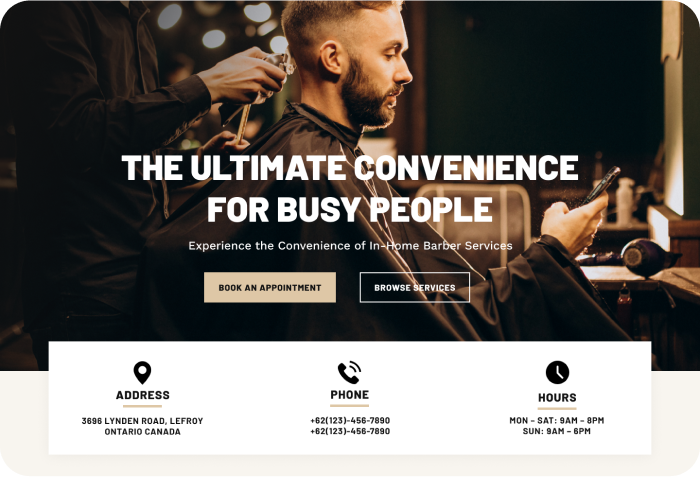 THE ULTIMATE CONVENIENCE
FOR BUSY PEOPLE
Experience the Convenience of In-Home Barber Services
BOOK AN APPOINTMENT
BROWSE SERVICES
ADDRESS
3696 LYNDEN ROAD, LEFROY
ONTARIO CANADA
PHONE
+62(123)-456-7890
+62(123)-456-7890
HOURS
MON – SAT: 9AM – 8PM
SUN: 9AM – 6PM